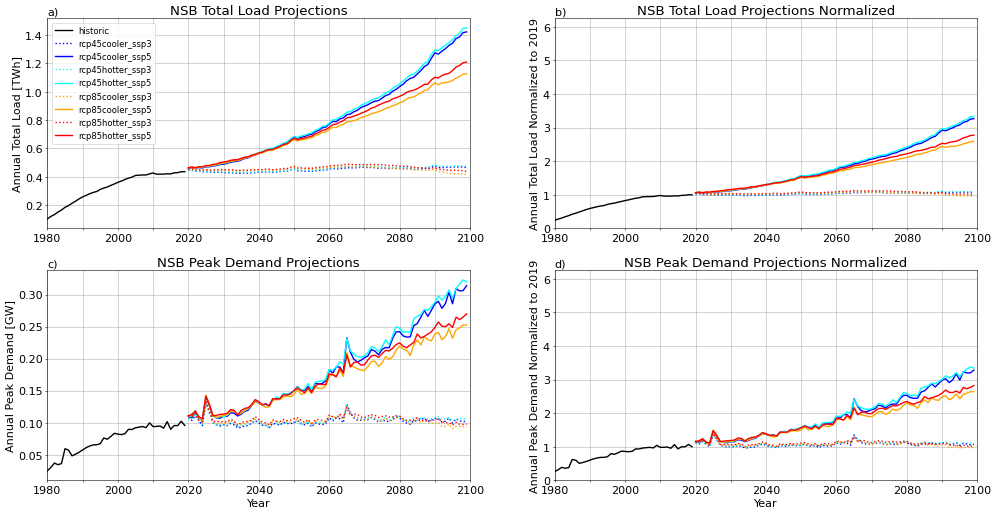 a)
NSB Total Load Projections
Annual Total Load [TWh]
1.4
1.2
1.0
0.8
0.6
0.4
0.2
historic
rcp45cooler_ssp3
rcp45cooler_ssp5
rcp45hotter_ssp3
rcp45hotter_ssp5
rcp85cooler_ssp3
rcp85cooler_ssp5
rcp85hotter_ssp3
rcp85hotter_ssp5
1980 2000 2020 2040 2060 2080 2100
b)
NSB Total Load Projections Normalized
Annual Total Load Normalized to 2019
6
5
4
3
2
1
0
1980 2000 2020 2040 2060 2080 2100
c)
NSB Peak Demand Projections
Annual Peak Demand [GW]
0.30
0.25
0.20
0.15
0.10
0.05
1980 2000 2020 2040 2060 2080 2100
Year
d)
NSB Peak Demand Projections Normalized
Annual Peak Demand Normalized to 2019
6
5
4
3
2
1
0
1980 2000 2020 2040 2060 2080 2100
Year